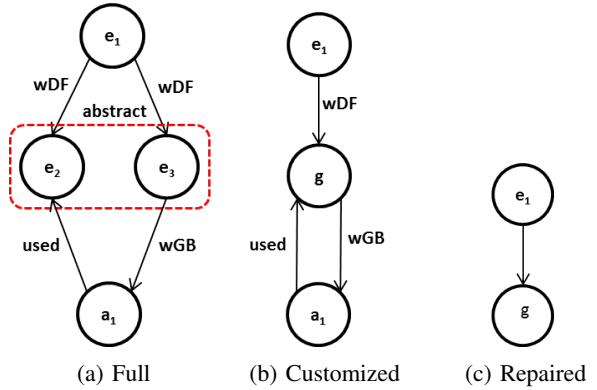 e1
wDF wDF
abstract
e2 e3
used wGB
a1
(a) Full
e1
wDF
g
used wGB
a1
(b) Customized
e1
g
(c) Repaired